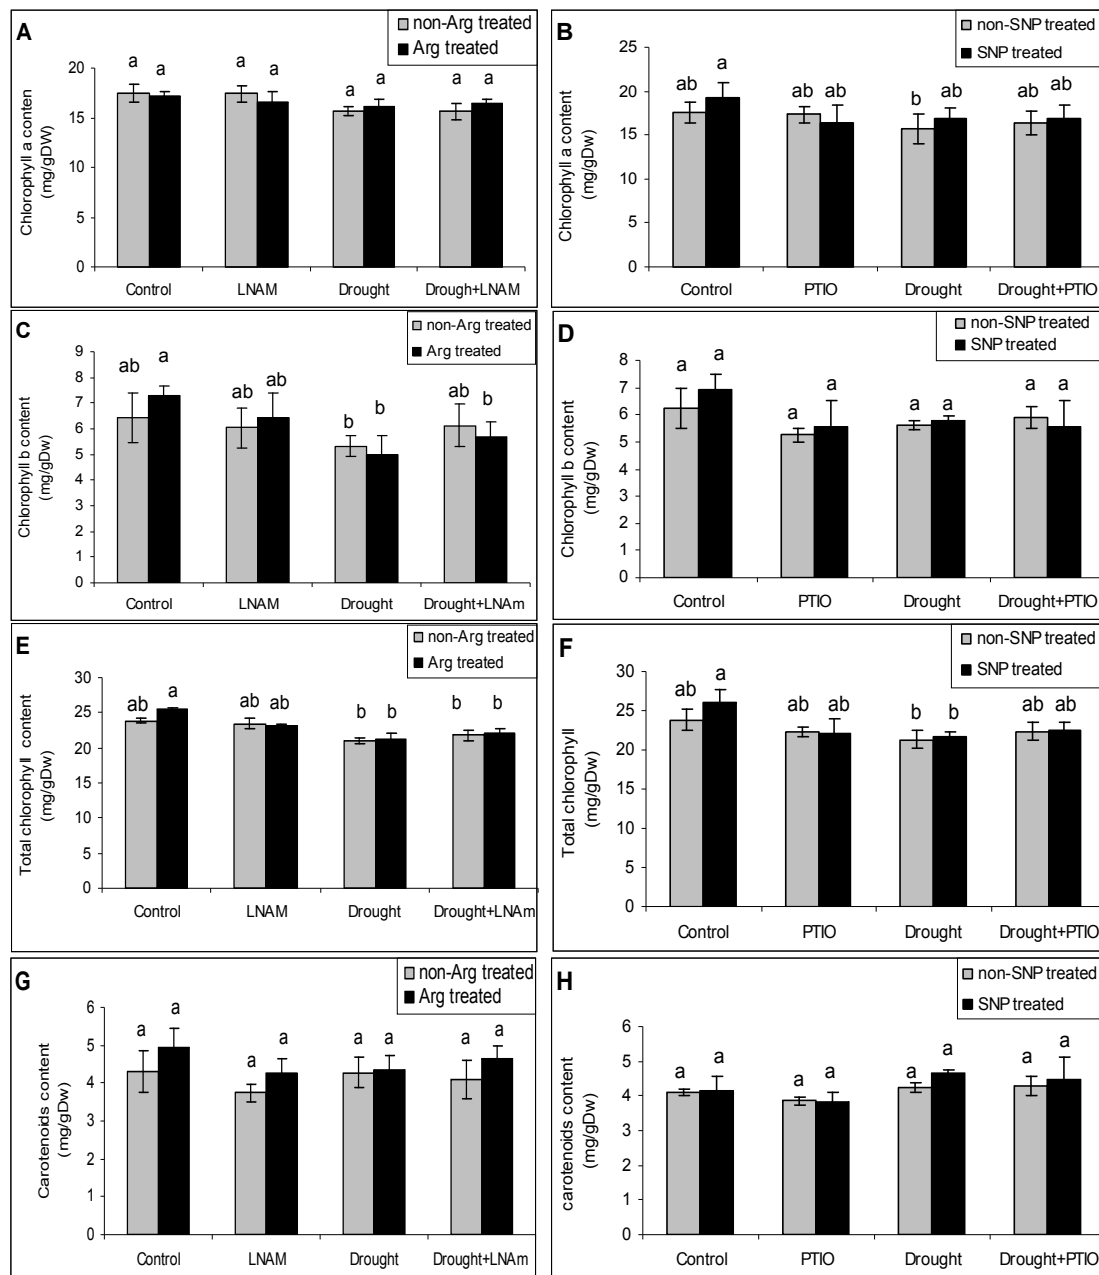 A
non-Arg treated
Arg treated
Chlorophyll a content
(mg/gDW)
20
15
10
5
0
a a a a a a a a
Control LNAM Drought Drough+LNAM
B
non-SNP treated
SNP treated
Chlorophyll a content
(mg/gDw)
25
20
15
10
5
0
ab a ab ab b ab ab ab
Control PTIO Drought Drought+PTIO
C
non-Arg treated
Arg treated
Chlorophyll b content
(mg/gDw)
9
8
7
6
5
4
3
2
1
0
ab a ab ab b b ab b
Control LNAM Drought Drought+LNAm
D
non-SNP treated
SNP treated
Chlorophyll b content
(mg/gDw)
8
7
6
5
4
3
2
1
0
a a a a a a a a
Control PTIO Drought Drought+PTIO
E
non-Arg treated
Arg treated
Total chlorophyll content
(mg/gDw)
30
25
20
15
10
5
0
ab a ab ab b b b b
Control LNAM Drought Drought+LNAm
F
non-SNP treated
SNP treated
Total chlorophyll
(mg/gDw)
30
25
20
15
10
5
0
ab a ab ab b b ab ab
Control PTIO Drought Drought+PTIO
G
non-Arg treated
Arg treated
Carotenoids content
(mg/gDw)
6
5
4
3
2
1
0
a a a a a a a a
Control LNAM Drought Drought+LNAm
H
non-SNP treated
SNP treated
carotenoids content
(mg/gDw)
6
5
4
3
2
1
0
a a a a a a a a
Control PTIO Drought Drought+PTIO